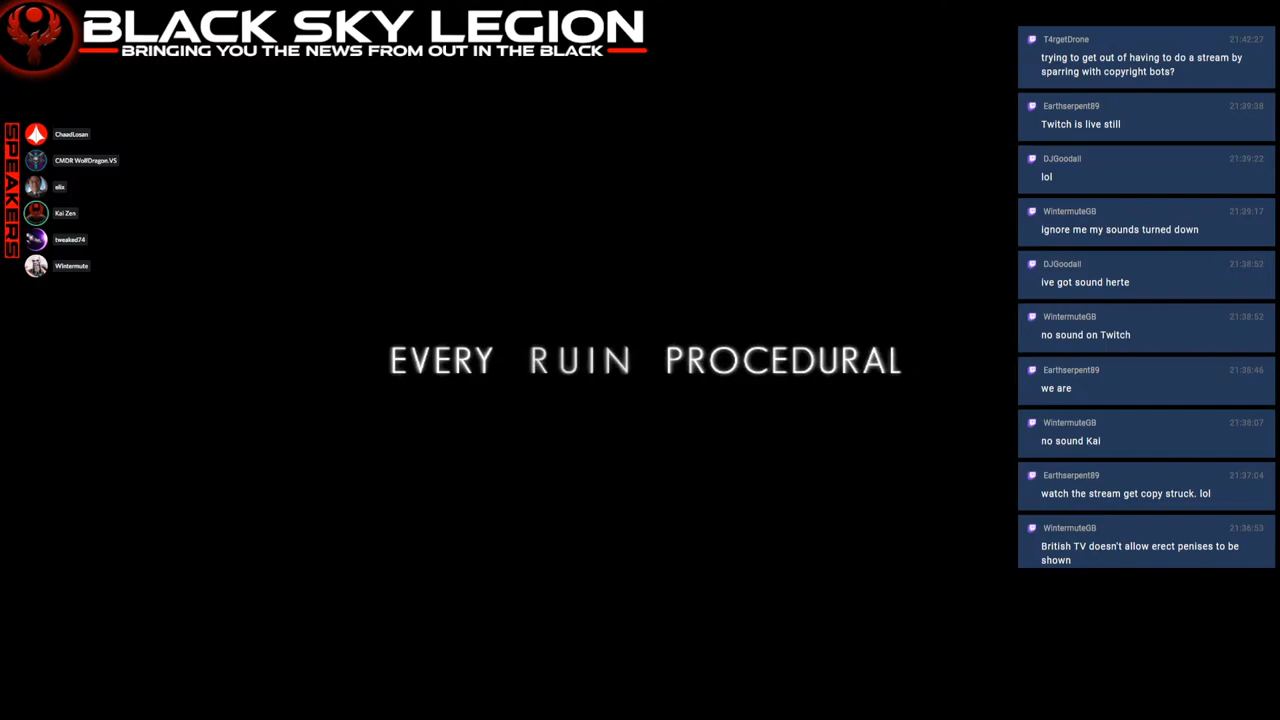 BLACK SKY LEGION
BRINGING YOU THE NEWS FROM OUT IN THE BLACK
SPEAKERS
ChaadLosan
CMDR WolfDragon.VS
alix
Kai Zen
tweaked74
Wintermute
EVERY RUIN PROCEDURAL
T4rgetDrone 21:42:27
trying to get out of having to do a stream by
sparring with copyright bots?
Earthserpent89 21:39:38
Twitch is live still
DJGoodall 21:39:22
lol
WintermuteGB 21:39:17
ignore me my sounds turned down
DJGoodall 21:38:52
ive got sound herte
WintermuteGB 21:38:52
no sound on Twitch
Earthserpent89 21:38:46
we are
WintermuteGB 21:38:07
no sound Kai
Earthserpent89 21:37:04
watch the stream get copy struck. lol
WintermuteGB 21:36:53
British TV doesn't allow erect penises to be
shown